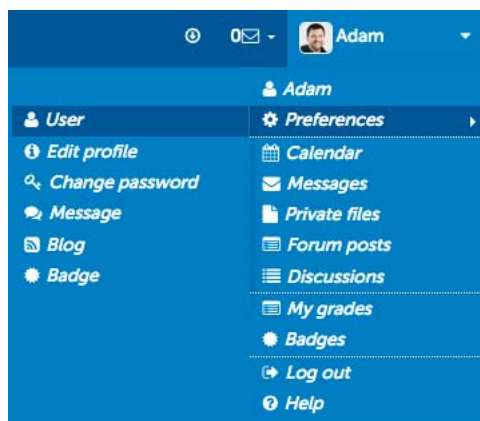 0
Adam
Adam
Preferences
Calendar
Messages
Private files
Forum posts
Discussions
My grades
Badges
Log out
Help
User
Edit profile
Change password
Message
Blog
Badge